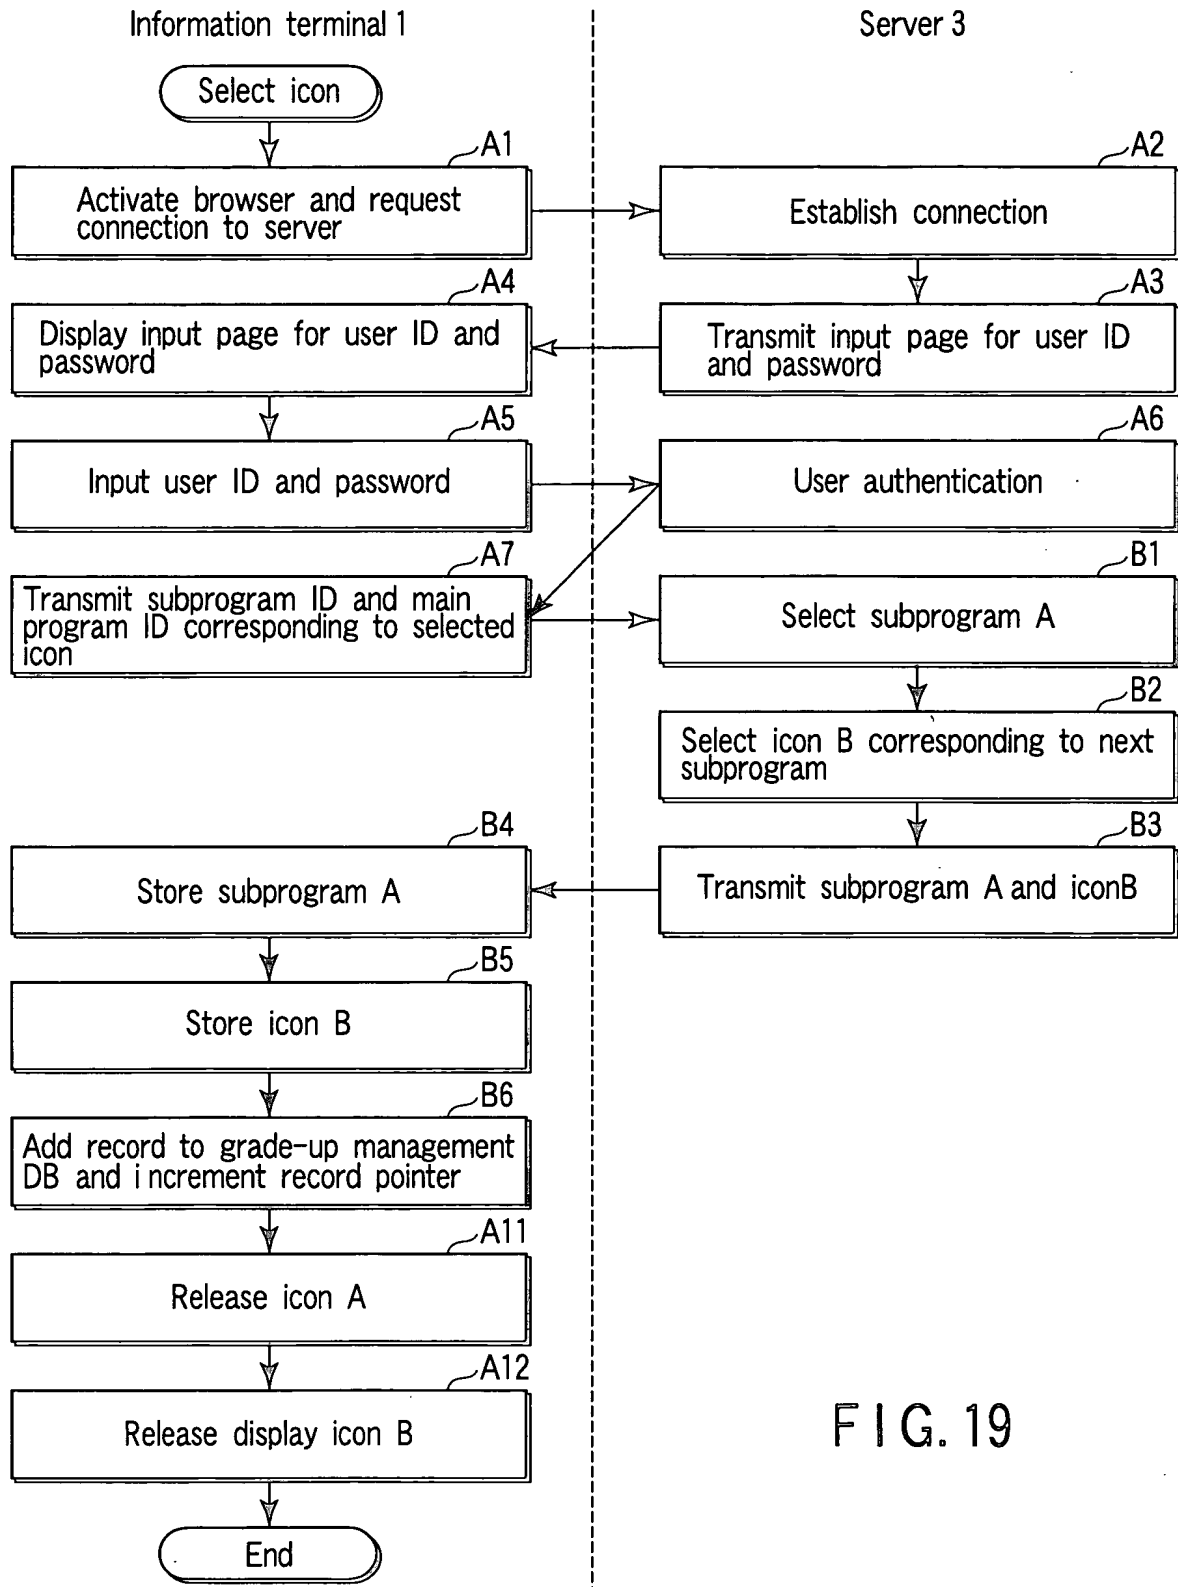 Information terminal 1
Server 3
Select icon
A1
Activate browser and request
connection to server
A2
Establish connection
A4
Display input page for user ID and
password
A3
Transmit input page for user ID
and password
A5
Input user ID and password
A6
User authentication
A7
Transmit subprogram ID and main
program ID corresponding to selected
icon
B1
Select subprogram A
B2
Select icon B corresponding to next
subprogram
B4
Store subprogram A
B3
Transmit subprogram A and iconB
B5
Store icon B
B6
Add record to grade-up management
DB and increment record pointer
A11
Release icon A
A12
Release display icon B
End
FIG. 19